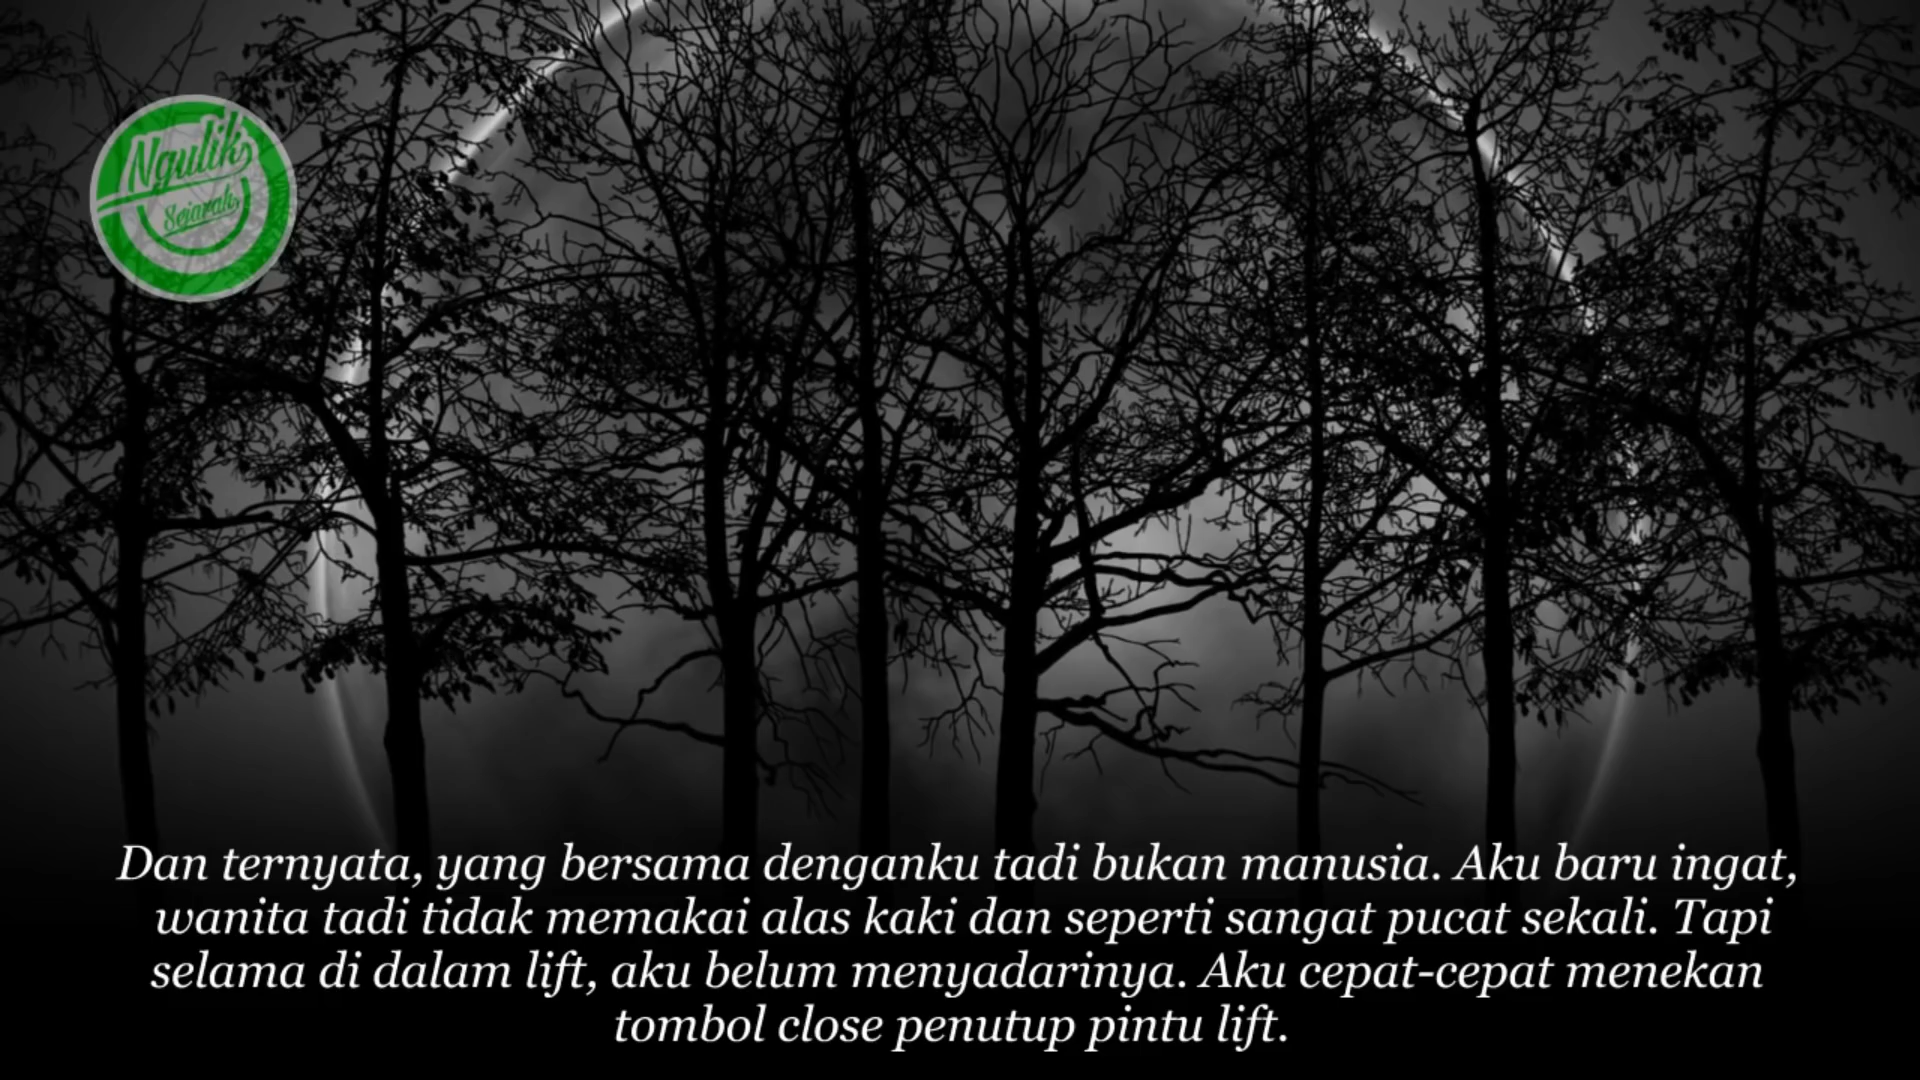 Ngulik
Sejarah
Dan ternyata, yang bersama denganku tadi bukan manusia. Aku baru ingat,
wanita tadi tidak memakai alas kaki dan seperti sangat pucat sekali. Tapi
selama di dalam lift, aku belum menyadarinya. Aku cepat-cepat menekan
tombol close penutup pintu lift.